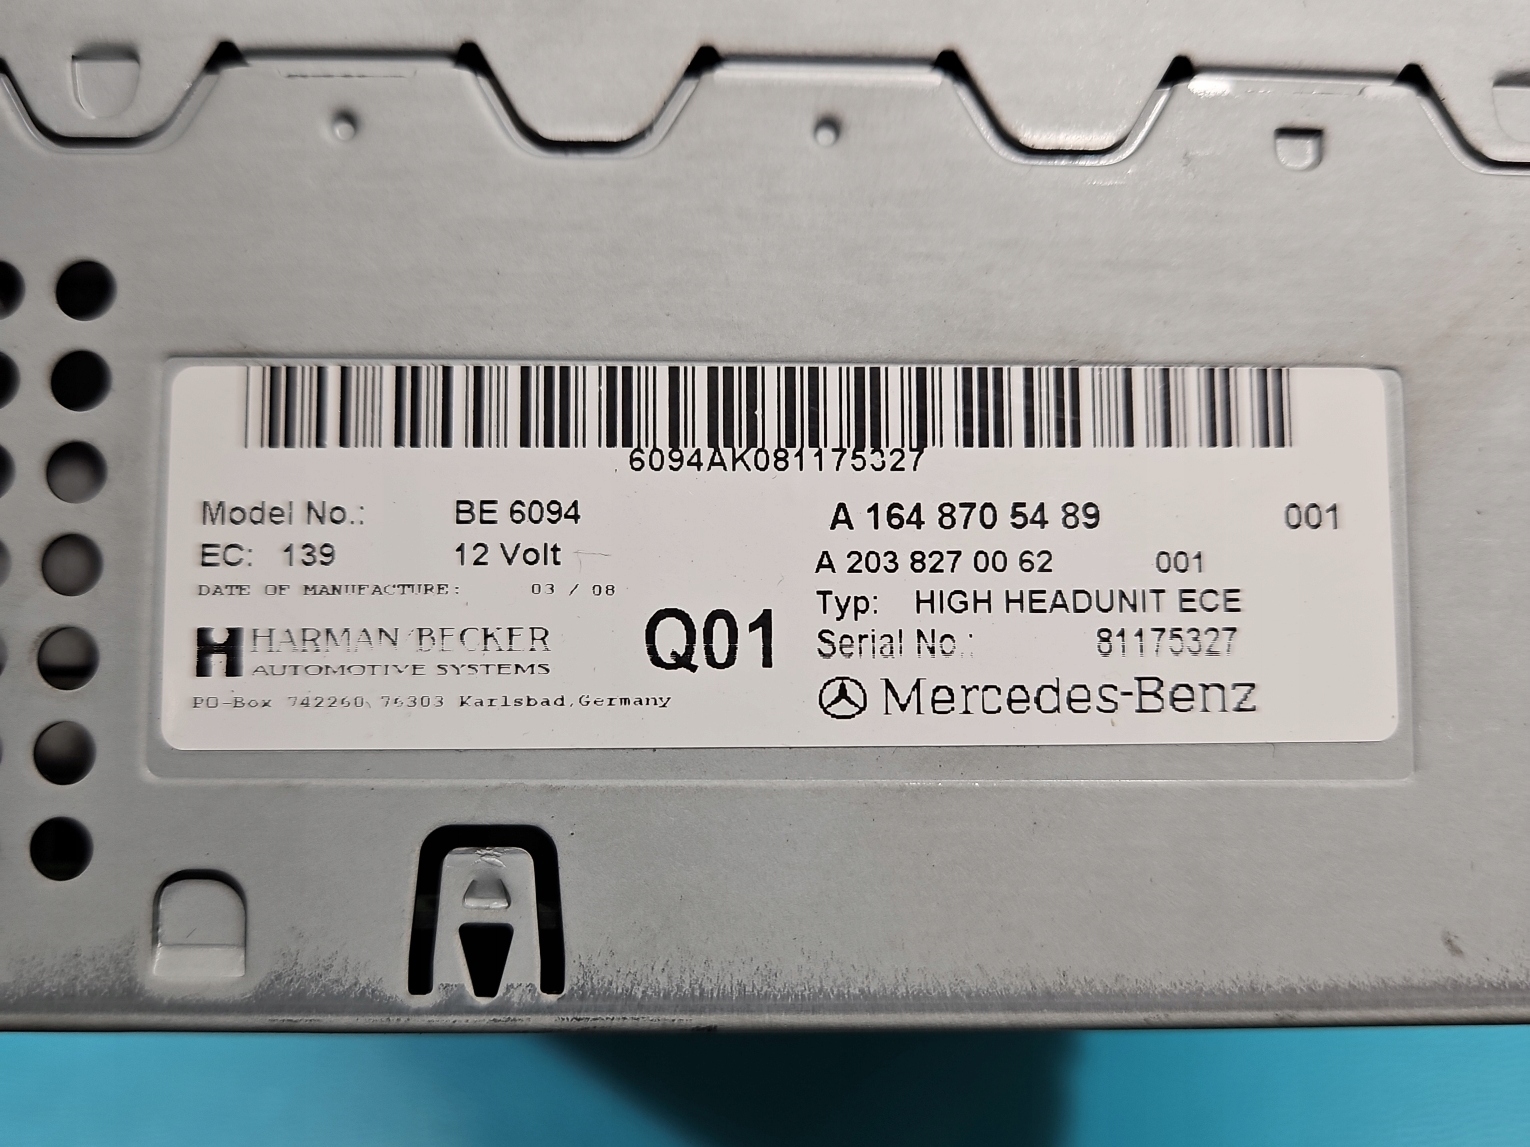 6094AK081175327
Model No.: BE 6094
EC: 139 12 Volt
DATE OF MANUFACTURE: 03 / 08
HARMAN/BECKER
AUTOMOTIVE SYSTEMS
PO-Box 742260, 76303 Karlsbad, Germany
Q01
A 164 870 54 89 001
A 203 827 00 62 001
Typ: HIGH HEADUNIT ECE
Serial No.: 81175327
Mercedes-Benz